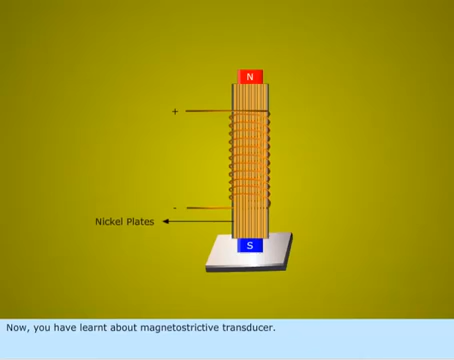 N
+
-
Nickel Plates
S
Now, you have learnt about magnetostrictive transducer.